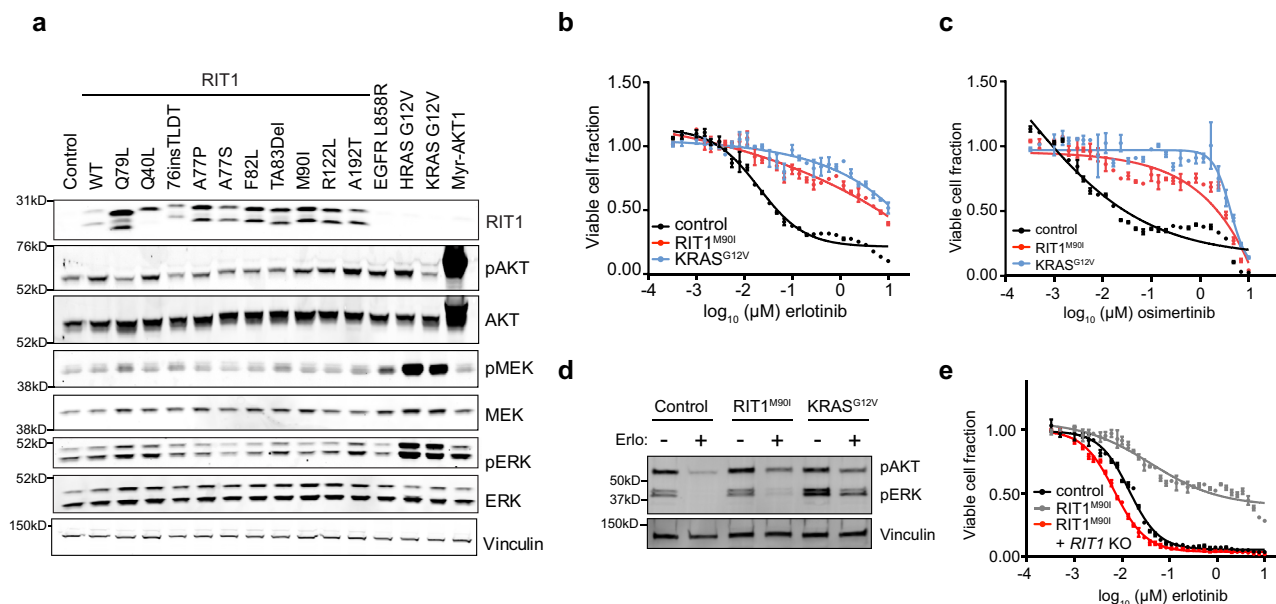 a
RIT1
Control
WT
Q79L
Q40L
76insTLDT
A77P
A77S
F82L
TA83Del
M90I
R122L
A192T
EGFR L858R
HRAS G12V
KRAS G12V
Myr-AKT1
31kD
RIT1
76kD
pAKT
52kD
AKT
52kD
pMEK
38kD
MEK
38kD
52kD
pERK
52kD
ERK
150kD
Vinculin
b
Viable cell fraction
1.50
1.00
0.50
0.00
control
RIT1M90I
KRASG12V
-4 -3 -2 -1 0 1
log10 (µM) erlotinib
c
Viable cell fraction
1.50
1.00
0.50
0.00
control
RIT1M90I
KRASG12V
-4 -3 -2 -1 0 1
log10 (µM) osimertinib
d
Control RIT1M90I KRASG12V
Erlo: - + - + - +
pAKT
50kD
pERK
37kD
150kD
Vinculin
e
Viable cell fraction
1.00
0.50
0.00
control
RIT1M90I
RIT1M90I
+ RIT1 KO
-4 -3 -2 -1 0 1
log10 (µM) erlotinib